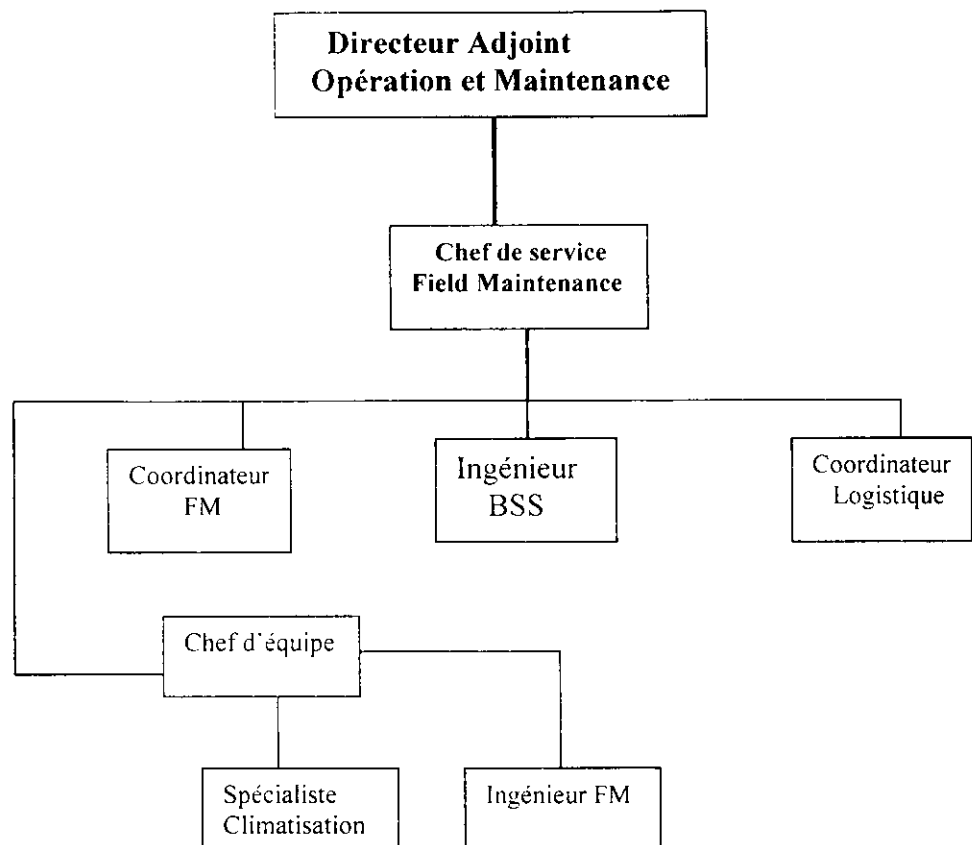 Directeur Adjoint
Opération et Maintenance
Chef de service
Field Maintenance
Coordinateur
FM
Ingénieur
BSS
Coordinateur
Logistique
Chef d'équipe
Spécialiste
Climatisation
Ingénieur FM